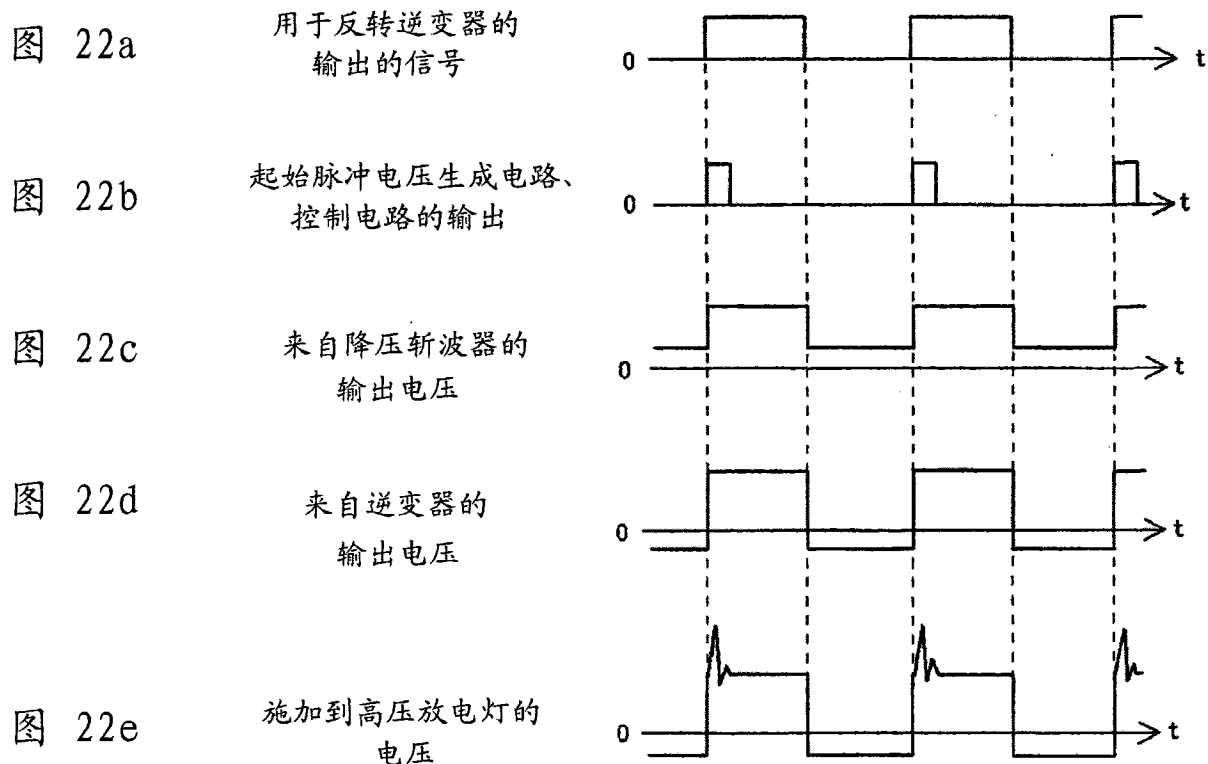 图 22a
用于反转逆变器的
输出的信号
0
t
图 22b
起始脉冲电压生成电路、
控制电路的输出
0
t
图 22c
来自降压斩波器的
输出电压
0
t
图 22d
来自逆变器的
输出电压
0
t
图 22e
施加到高压放电灯的
电压
0
t